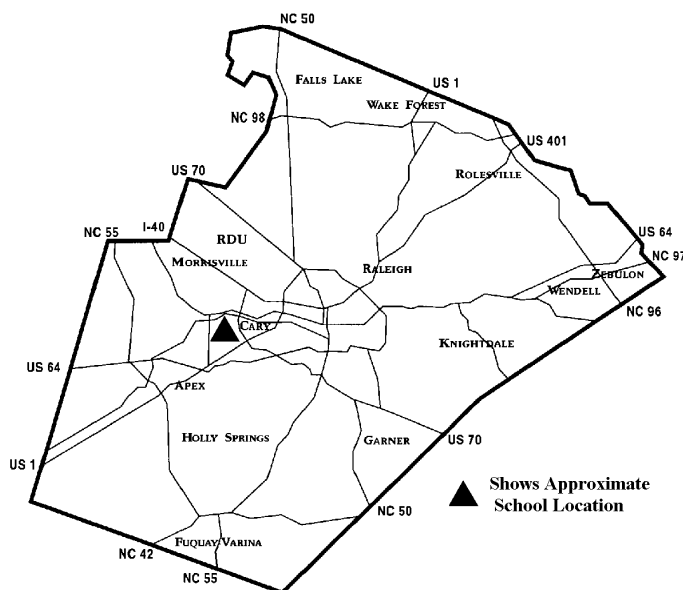 NC 50
FALLS LAKE
US 1
WAKE FOREST
NC 98
US 401
ROLESVILLE
US 70
NC 55
I-40
RDU
US 64
MORRISVILLE
RALEIGH
NC 97
ZEBULON
WENDELL
NC 96
CARY
KNIGHTDALE
US 64
APEX
HOLLY SPRINGS
GARNER
US 70
US 1
Shows Approximate
School Location
NC 50
FUQUAY-VARINA
NC 42
NC 55